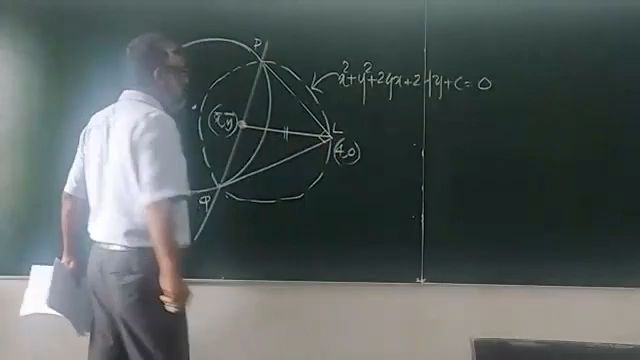 P
x²+y²+2gx+2fy+c=0
(x̄,ȳ)
L
(4,0)
Q